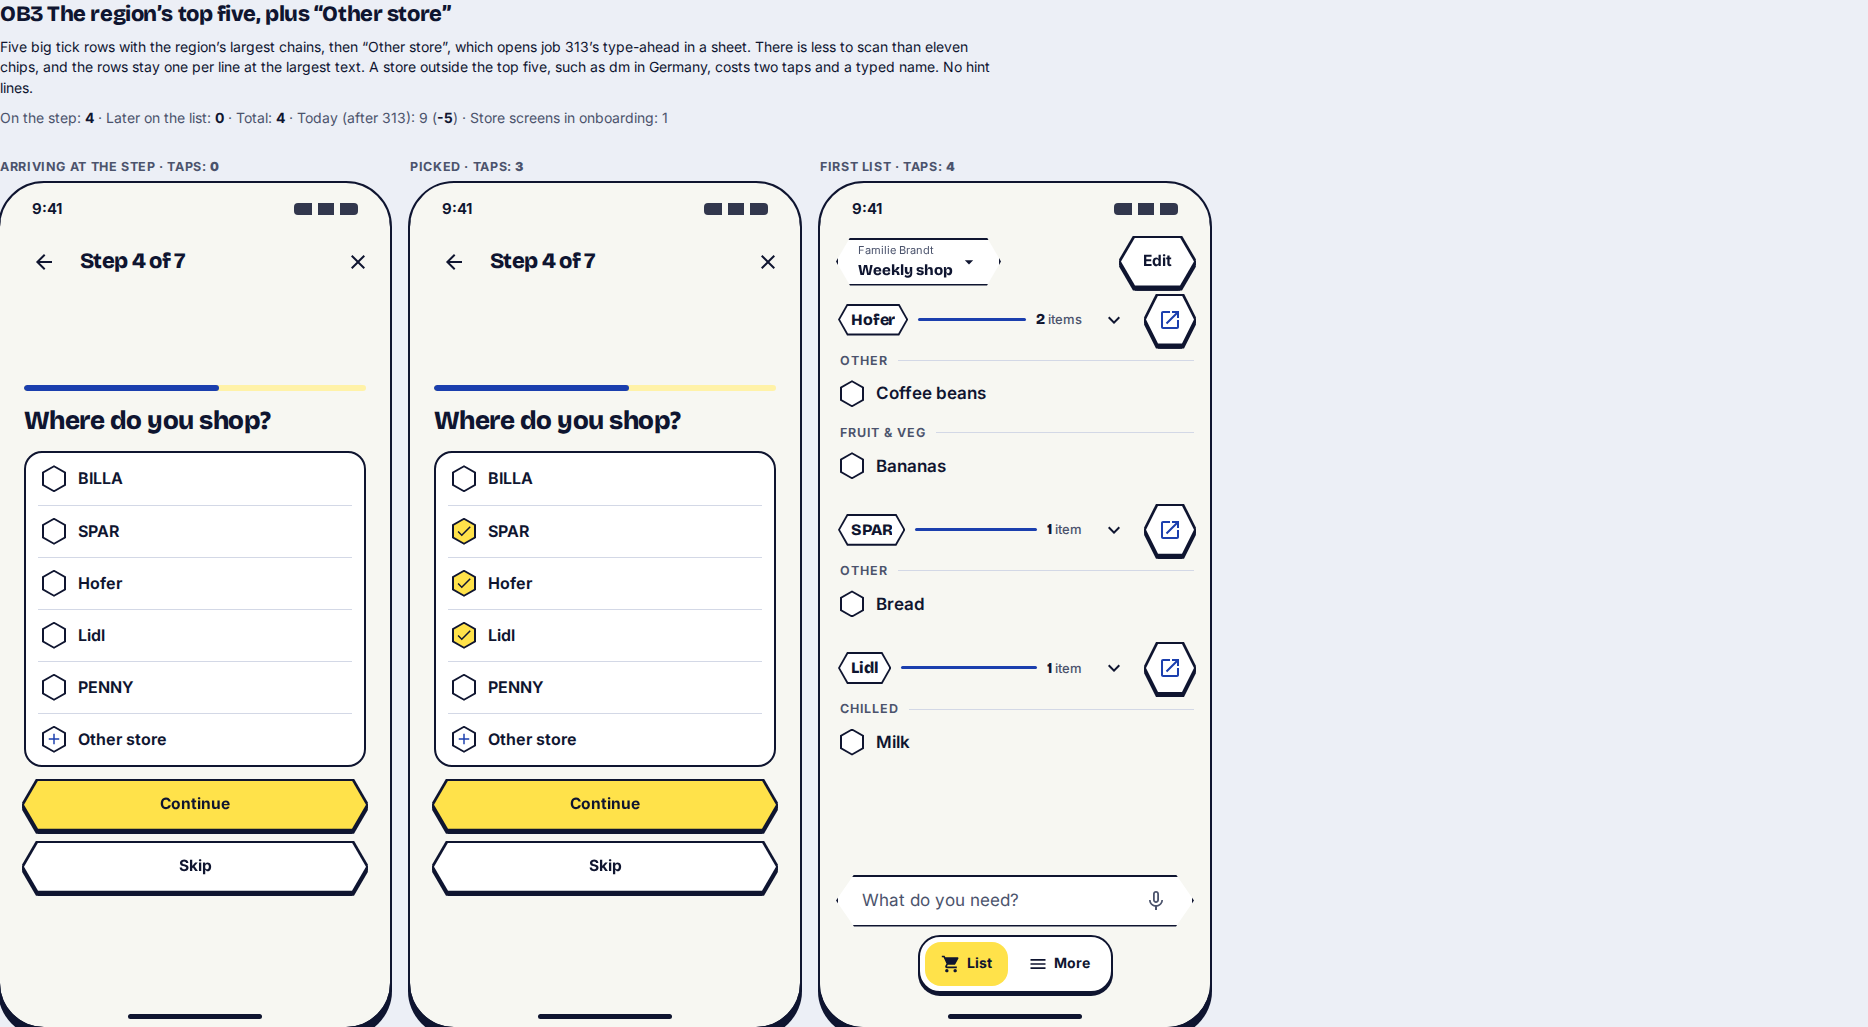 OB3 The region’s top five, plus “Other store”
Five big tick rows with the region’s largest chains, then “Other store”, which opens job 313’s type-ahead in a sheet. There is less to scan than eleven
chips, and the rows stay one per line at the largest text. A store outside the top five, such as dm in Germany, costs two taps and a typed name. No hint
lines.
On the step: 4 · Later on the list: 0 · Total: 4 · Today (after 313): 9 (-5) · Store screens in onboarding: 1
ARRIVING AT THE STEP · TAPS: 0
9:41
Step 4 of 7
Where do you shop?
BILLA
SPAR
Hofer
Lidl
PENNY
Other store
Continue
Skip
PICKED · TAPS: 3
9:41
Step 4 of 7
Where do you shop?
BILLA
SPAR
Hofer
Lidl
PENNY
Other store
Continue
Skip
FIRST LIST · TAPS: 4
9:41
Familie Brandt
Weekly shop
Edit
Hofer
2 items
OTHER
Coffee beans
FRUIT & VEG
Bananas
SPAR
1 item
OTHER
Bread
Lidl
1 item
CHILLED
Milk
What do you need?
List
More